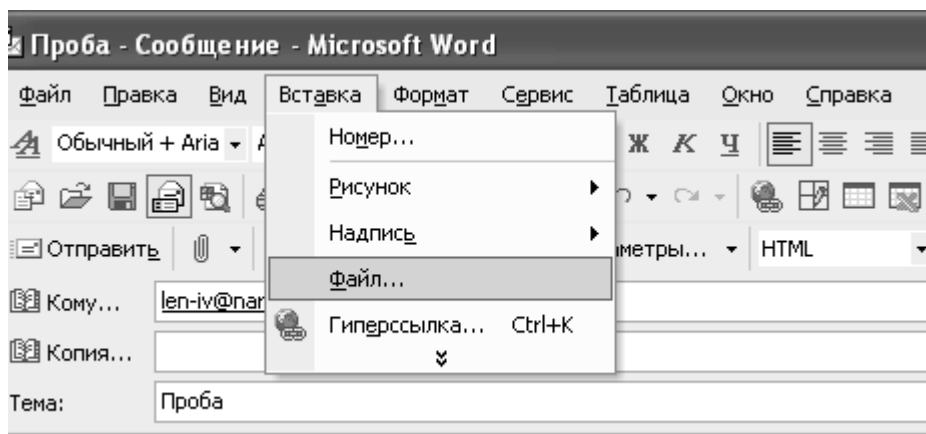 Проба - Сообщение - Microsoft Word
Файл Правка Вид Вставка Формат Сервис Таблица Окно Справка
Обычный + Aria Ж К Ч
Номер...
Рисунок
Надпись
Отправить HTML
Файл...
Кому... len-iv@nar
Гиперссылка... Ctrl+K
Копия...
Тема: Проба